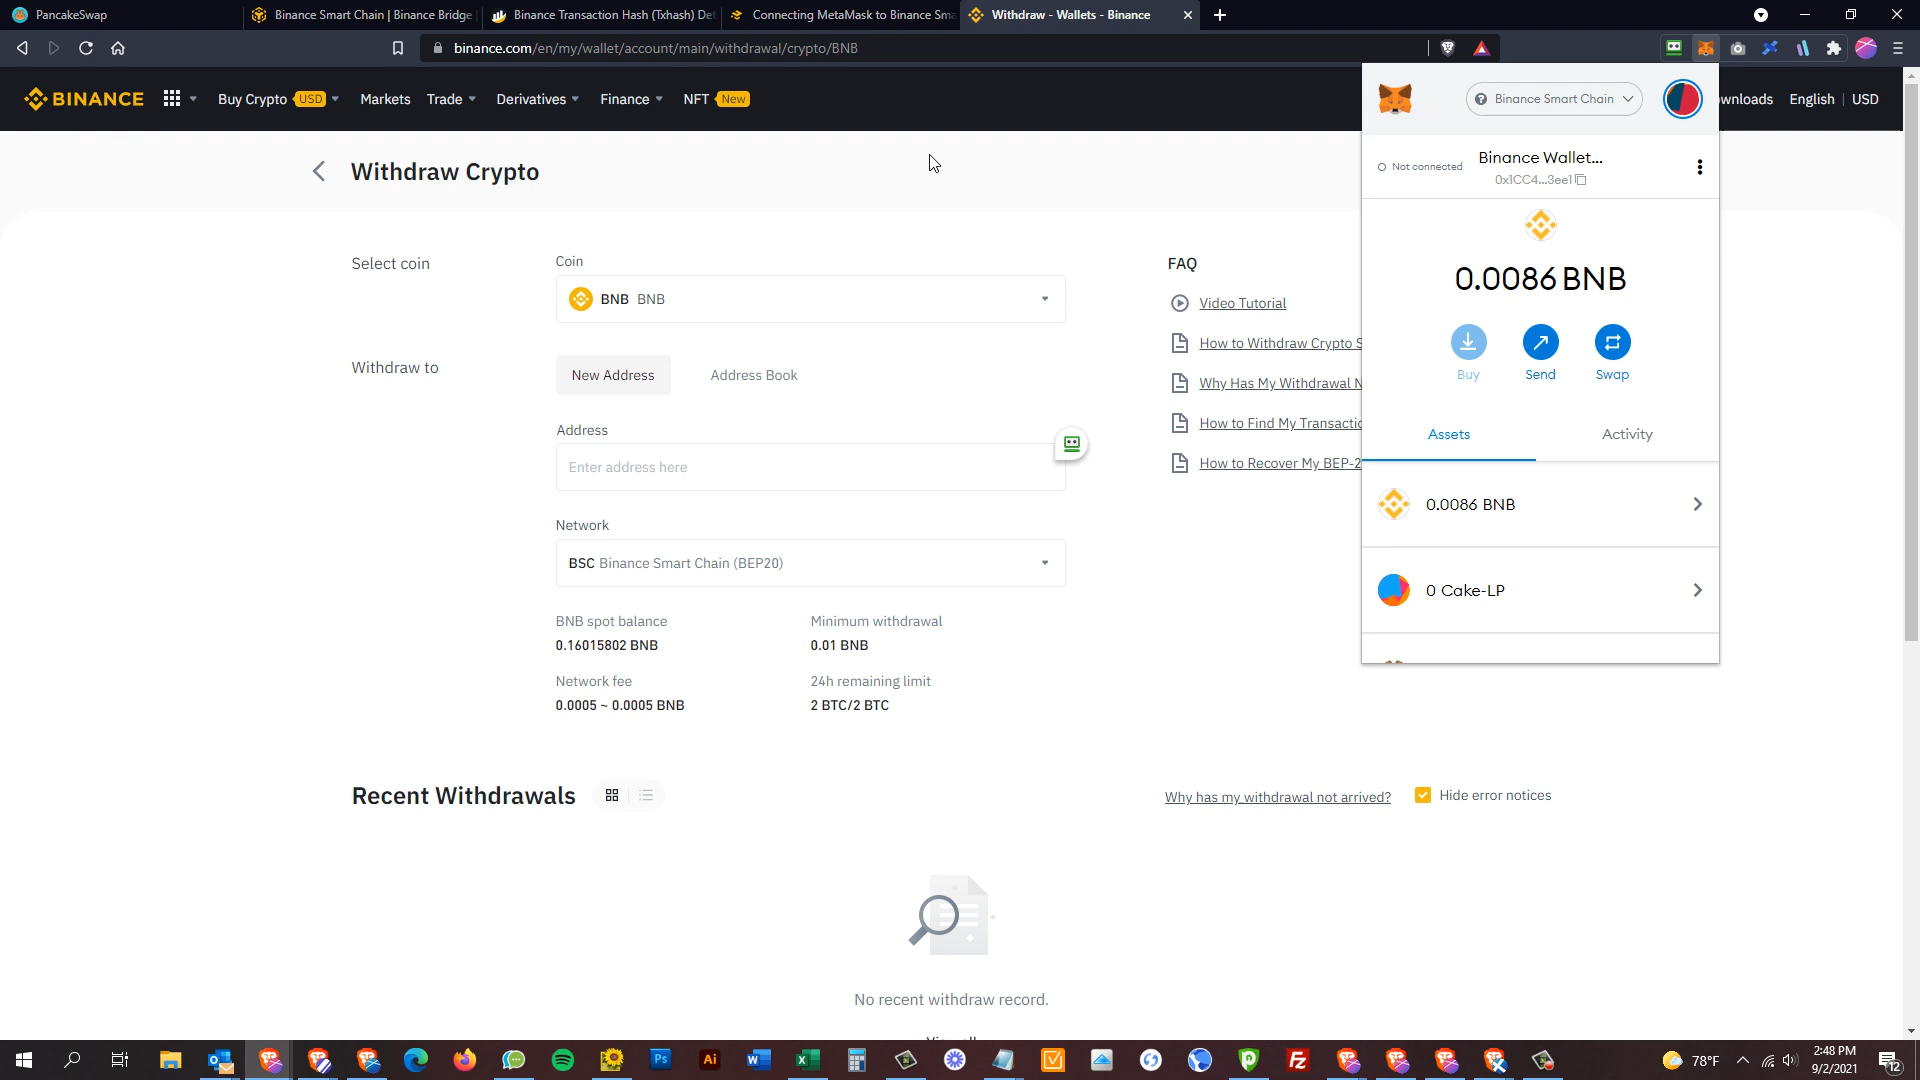 PancakeSwap
Binance Smart Chain | Binance Bridge
Binance Transaction Hash (Txhash) Det
Connecting MetaMask to Binance Sma
Withdraw - Wallets - Binance
binance.com/en/my/wallet/account/main/withdrawal/crypto/BNB
BINANCE
Buy Crypto USD
Markets
Trade
Derivatives
Finance
NFT New
wnloads
English
USD
Withdraw Crypto
Select coin
Coin
BNB BNB
Withdraw to
New Address
Address Book
Address
Enter address here
Network
BSC Binance Smart Chain (BEP20)
BNB spot balance
0.16015802 BNB
Minimum withdrawal
0.01 BNB
Network fee
0.0005 ~ 0.0005 BNB
24h remaining limit
2 BTC/2 BTC
FAQ
Video Tutorial
How to Withdraw Crypto S
Why Has My Withdrawal N
How to Find My Transactio
How to Recover My BEP-2
Binance Smart Chain
Not connected
Binance Wallet...
0x1CC4...3ee1
0.0086 BNB
Buy
Send
Swap
Assets
Activity
0.0086 BNB
0 Cake-LP
Recent Withdrawals
Why has my withdrawal not arrived?
Hide error notices
No recent withdraw record.
Ps
Ai
78°F
2:48 PM
9/2/2021
12